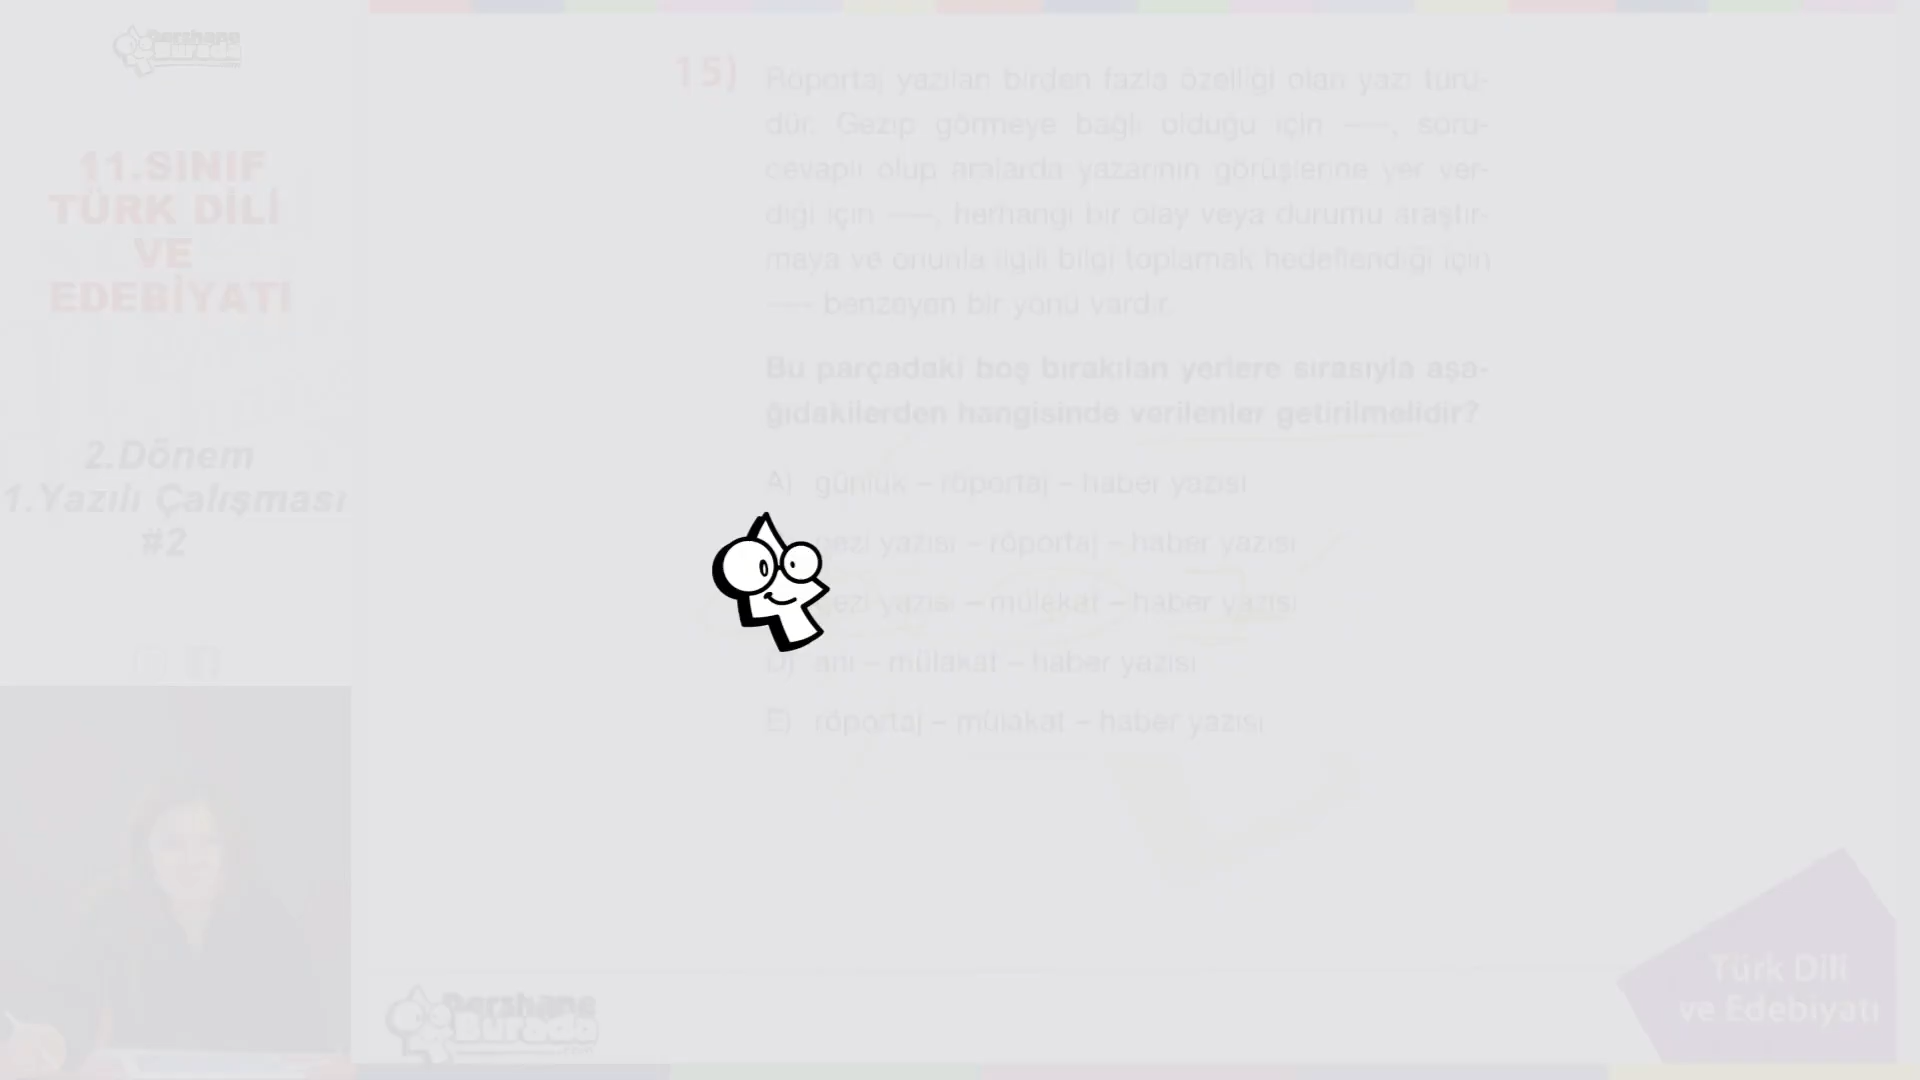 Dershane
Burada
.com
11.SINIF
TÜRK DİLİ
VE
EDEBİYATI
2.Dönem
1.Yazılı Çalışması
#2
15) Röportaj yazılan birden fazla özelliği olan yazı türü-
dür. Gezip görmeye bağlı olduğu için ----, soru-
cevaplı olup aralarda yazarının görüşlerine yer ver-
diği için ----, herhangi bir olay veya durumu araştır-
maya ve onunla ilgili bilgi toplamak hedeflendiği için
---- benzeyen bir yönü vardır.
Bu parçadaki boş bırakılan yerlere sırasıyla aşa-
ğıdakilerden hangisinde verilenler getirilmelidir?
A) günlük – röportaj – haber yazısı
gezi yazısı – röportaj – haber yazısı
gezi yazısı – mülakat – haber yazısı
D) anı – mülakat – haber yazısı
E) röportaj – mülakat – haber yazısı
Dershane
Burada
.com
Türk Dili
ve Edebiyatı